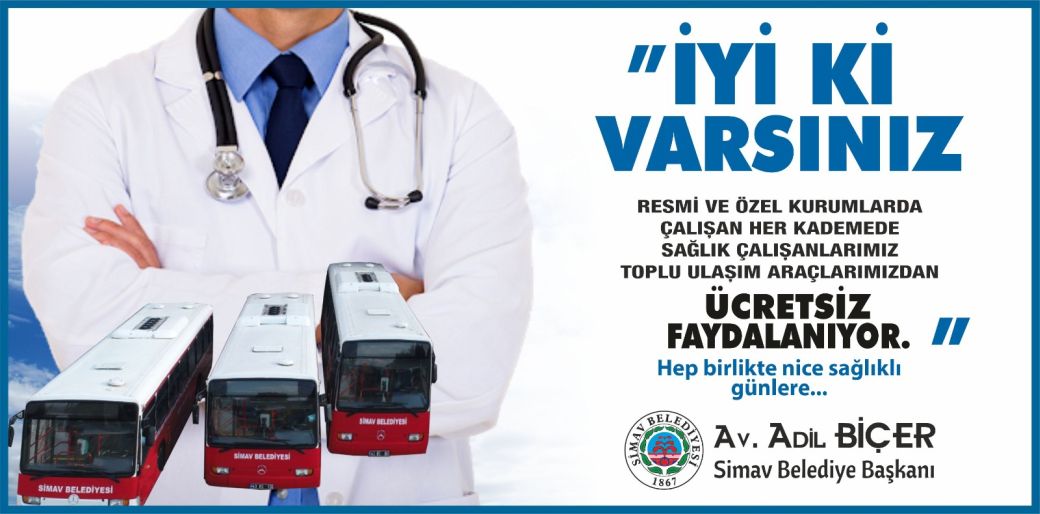 "İYİ Kİ
VARSINIZ
RESMİ VE ÖZEL KURUMLARDA
ÇALIŞAN HER KADEMEDE
SAĞLIK ÇALIŞANLARIMIZ
TOPLU ULAŞIM ARAÇLARIMIZDAN
ÜCRETSİZ
FAYDALANIYOR. "
Hep birlikte nice sağlıklı
günlere...
SİMAV BELEDİYESİ
1867
Av. Adil BİÇER
Simav Belediye Başkanı
SİMAV BELEDİYESİ
SİMAV BELEDİYESİ
SİMAV BELEDİYESİ